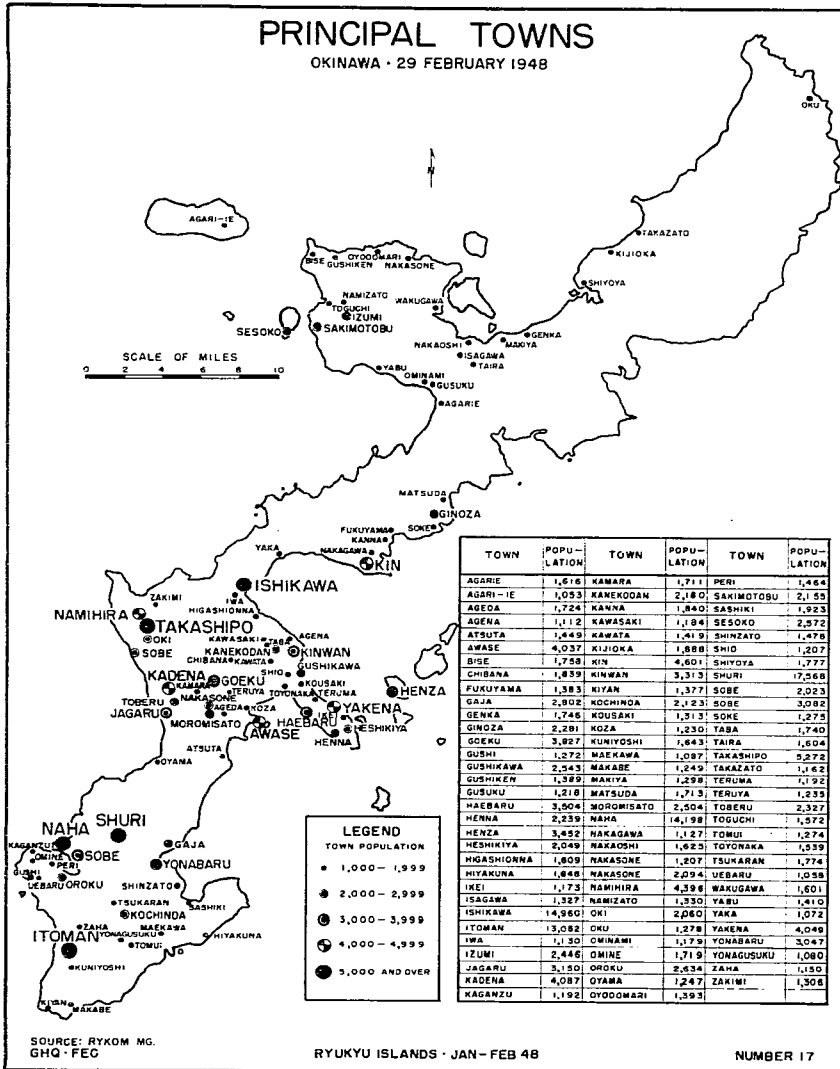 PRINCIPAL TOWNS
OKINAWA · 29 FEBRUARY 1948
N
OKU
AGARI-IE
TAKAZATO
KIJIOKA
SHIYOYA
OYODOMARI
BISE
GUSHIKEN
NAKASONE
NAMIZATO
TOGUCHI
WAKUGAWA
IZUMI
SESOKO
SAKIMOTOBU
GENKA
NAKAOSHI
MAKIYA
ISAGAWA
TAIRA
SCALE OF MILES
0 2 4 6 8 10
YABU
OMINAMI
GUSUKU
AGARIE
MATSUDA
GINOZA
SOKE
FUKUYAMA
KANNA
NAKAGAWA
YAKA
KIN
ISHIKAWA
IWA
HIGASHIONNA
ZAKIMI
NAMIHIRA
TAKASHIPO
OKI
SOBE
KAWASAKI
AGENA
TABA
KANEKODAN
KINWAN
CHIBANA
KAWATA
GUSHIKAWA
SHIO
KADENA
GOEKU
KAMARA
KOUSAKI
HENZA
TERUYA
TOYONAKA
TERUMA
TOBERU
NAKASONE
YAKENA
JAGARU
AGEDA
KOZA
HAEBARU
IKEI
MOROMISATO
AWASE
HESHIKIYA
HENNA
ATSUTA
OYAMA
SHURI
NAHA
KAGANZU
GAJA
OMINE
SOBE
PERI
YONABARU
GUSHI
UEBARU
OROKU
SHINZATO
TSUKARAN
SASHIKI
KOCHINDA
ZAHA
MAEKAWA
YONAGUSUKU
HIYAKUNA
ITOMAN
TOMUI
KUNIYOSHI
KIYAN
MAKABE
LEGEND
TOWN POPULATION
1,000 – 1,999
2,000 – 2,999
3,000 – 3,999
4,000 – 4,999
5,000 AND OVER
TOWN POPU-LATION TOWN POPU-LATION TOWN POPU-LATION
AGARIE 1,616 KAMARA 1,711 PERI 1,464
AGARI-IE 1,053 KANEKODAN 2,180 SAKIMOTOBU 2,155
AGEDA 1,724 KANNA 1,840 SASHIKI 1,923
AGENA 1,112 KAWASAKI 1,184 SESOKO 2,572
ATSUTA 1,449 KAWATA 1,419 SHINZATO 1,476
AWASE 4,037 KIJIOKA 1,888 SHIO 1,207
BISE 1,758 KIN 4,601 SHIYOYA 1,777
CHIBANA 1,839 KINWAN 3,313 SHURI 17,568
FUKUYAMA 1,383 KIYAN 1,377 SOBE 2,023
GAJA 2,802 KOCHINDA 2,123 SOBE 3,082
GENKA 1,746 KOUSAKI 1,313 SOKE 1,275
GINOZA 2,281 KOZA 1,230 TABA 1,740
GOEKU 3,827 KUNIYOSHI 1,643 TAIRA 1,604
GUSHI 1,272 MAEKAWA 1,087 TAKASHIPO 5,272
GUSHIKAWA 2,543 MAKABE 1,249 TAKAZATO 1,162
GUSHIKEN 1,389 MAKIYA 1,298 TERUMA 1,192
GUSUKU 1,218 MATSUDA 1,713 TERUYA 1,235
HAEBARU 3,504 MOROMISATO 2,504 TOBERU 2,327
HENNA 2,239 NAHA 14,198 TOGUCHI 1,572
HENZA 3,452 NAKAGAWA 1,127 TOMUI 1,274
HESHIKIYA 2,049 NAKAOSHI 1,625 TOYONAKA 1,539
HIGASHIONNA 1,609 NAKASONE 1,207 TSUKARAN 1,774
HIYAKUNA 1,848 NAKASONE 2,094 UEBARU 1,058
IKEI 1,173 NAMIHIRA 4,396 WAKUGAWA 1,601
ISAGAWA 1,327 NAMIZATO 1,330 YABU 1,410
ISHIKAWA 14,960 OKI 2,060 YAKA 1,072
ITOMAN 13,062 OKU 1,278 YAKENA 4,049
IWA 1,130 OMINAMI 1,179 YONABARU 3,047
IZUMI 2,446 OMINE 1,719 YONAGUSUKU 1,080
JAGARU 3,150 OROKU 2,634 ZAHA 1,150
KADENA 4,087 OYAMA 1,247 ZAKIMI 1,306
KAGANZU 1,192 OYODOMARI 1,393
SOURCE: RYKOM MG.
GHQ · FEC
RYUKYU ISLANDS · JAN – FEB 48
NUMBER 17